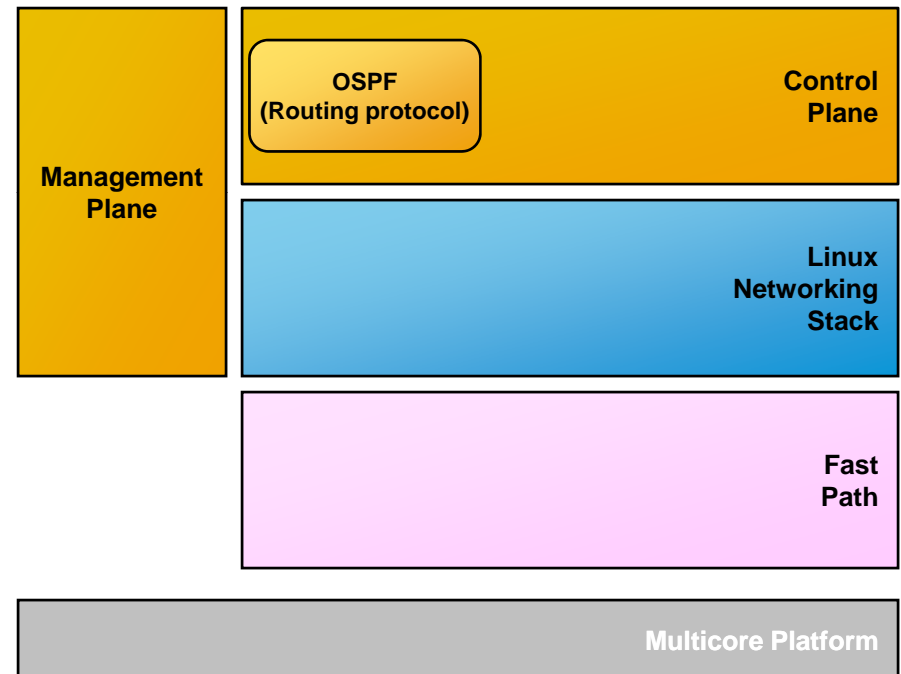 OSPF
(Routing protocol)
Control
Plane
Management
Plane
Linux
Networking
Stack
Fast
Path
Multicore Platform